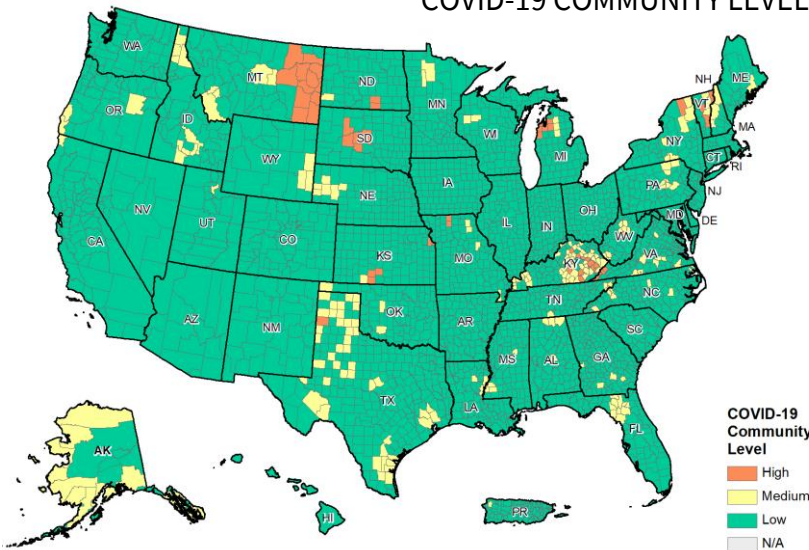 COVID-19 COMMUNITY LEVEL
WA
MT
ND
MN
OR
ID
SD
WI
WY
MI
NH
VT
ME
NY
MA
CT
RI
NE
IA
PA
NJ
NV
UT
IL
IN
OH
MD
DE
CA
CO
KS
MO
WV
KY
VA
AZ
NM
OK
AR
TN
NC
SC
MS
AL
GA
TX
LA
FL
AK
HI
PR
COVID-19
Community
Level
High
Medium
Low
N/A